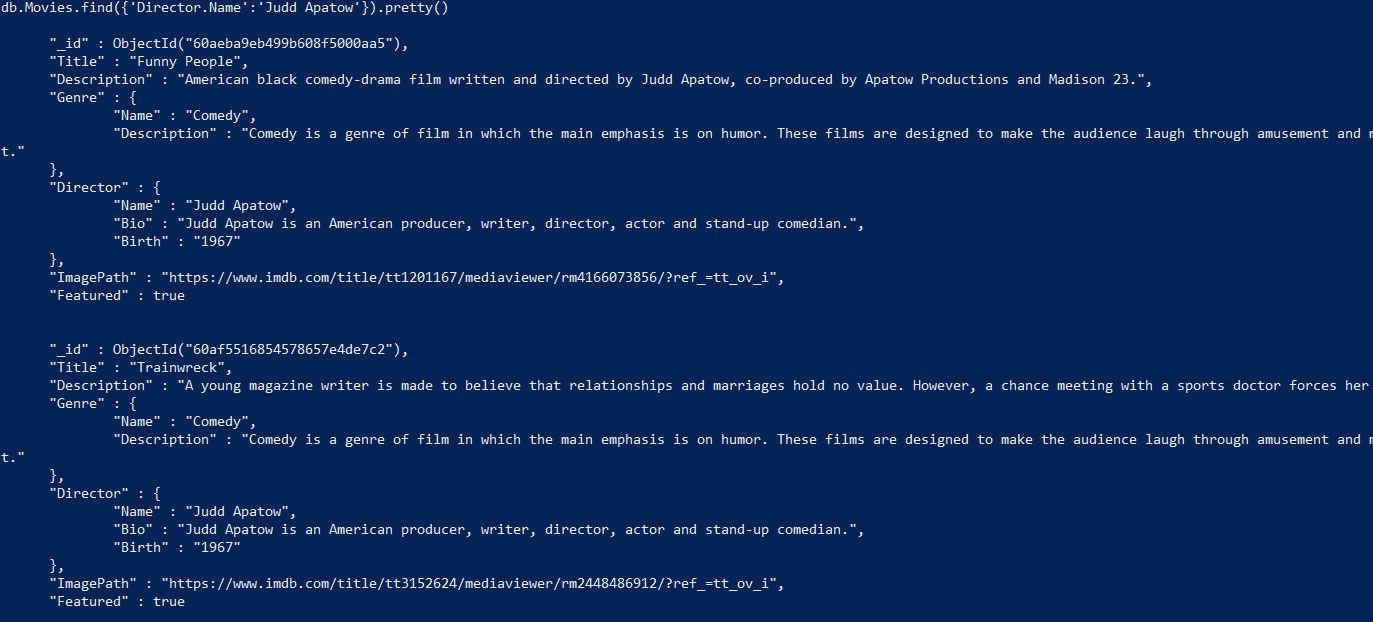 db.Movies.find({'Director.Name':'Judd Apatow'}).pretty()
"_id" : ObjectId("60aeba9eb499b608f5000aa5"),
"Title" : "Funny People",
"Description" : "American black comedy-drama film written and directed by Judd Apatow, co-produced by Apatow Productions and Madison 23.",
"Genre" : {
"Name" : "Comedy",
"Description" : "Comedy is a genre of film in which the main emphasis is on humor. These films are designed to make the audience laugh through amusement and
t."
},
"Director" : {
"Name" : "Judd Apatow",
"Bio" : "Judd Apatow is an American producer, writer, director, actor and stand-up comedian.",
"Birth" : "1967"
},
"ImagePath" : "https://www.imdb.com/title/tt1201167/mediaviewer/rm4166073856/?ref_=tt_ov_i",
"Featured" : true
"_id" : ObjectId("60af5516854578657e4de7c2"),
"Title" : "Trainwreck",
"Description" : "A young magazine writer is made to believe that relationships and marriages hold no value. However, a chance meeting with a sports doctor forces her
"Genre" : {
"Name" : "Comedy",
"Description" : "Comedy is a genre of film in which the main emphasis is on humor. These films are designed to make the audience laugh through amusement and
t."
},
"Director" : {
"Name" : "Judd Apatow",
"Bio" : "Judd Apatow is an American producer, writer, director, actor and stand-up comedian.",
"Birth" : "1967"
},
"ImagePath" : "https://www.imdb.com/title/tt3152624/mediaviewer/rm2448486912/?ref_=tt_ov_i",
"Featured" : true